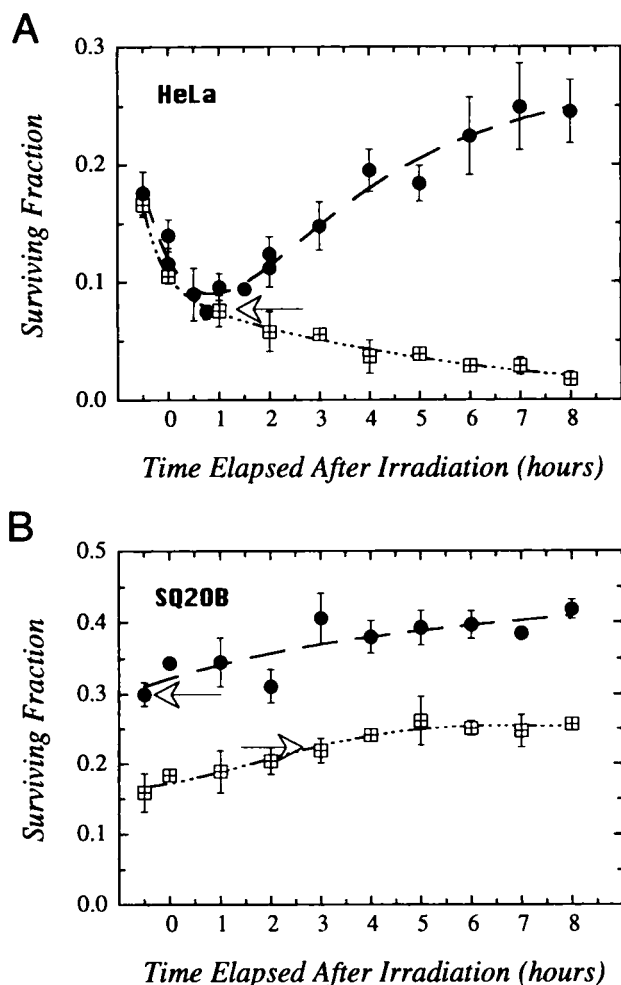 A
0.3
HeLa
0.2
Surviving Fraction
0.1
0.0
0 1 2 3 4 5 6 7 8
Time Elapsed After Irradiation (hours)
B
0.5
SQ20B
0.4
0.3
Surviving Fraction
0.2
0.1
0.0
0 1 2 3 4 5 6 7 8
Time Elapsed After Irradiation (hours)